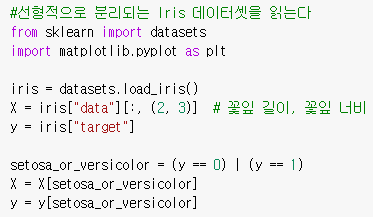 #선형적으로 분리되는 Iris 데이터셋을 읽는다
from sklearn import datasets
import matplotlib.pyplot as plt
iris = datasets.load_iris()
X = iris["data"][:, (2, 3)]  # 꽃잎 길이, 꽃잎 너비
y = iris["target"]
setosa_or_versicolor = (y == 0) | (y == 1)
X = X[setosa_or_versicolor]
y = y[setosa_or_versicolor]